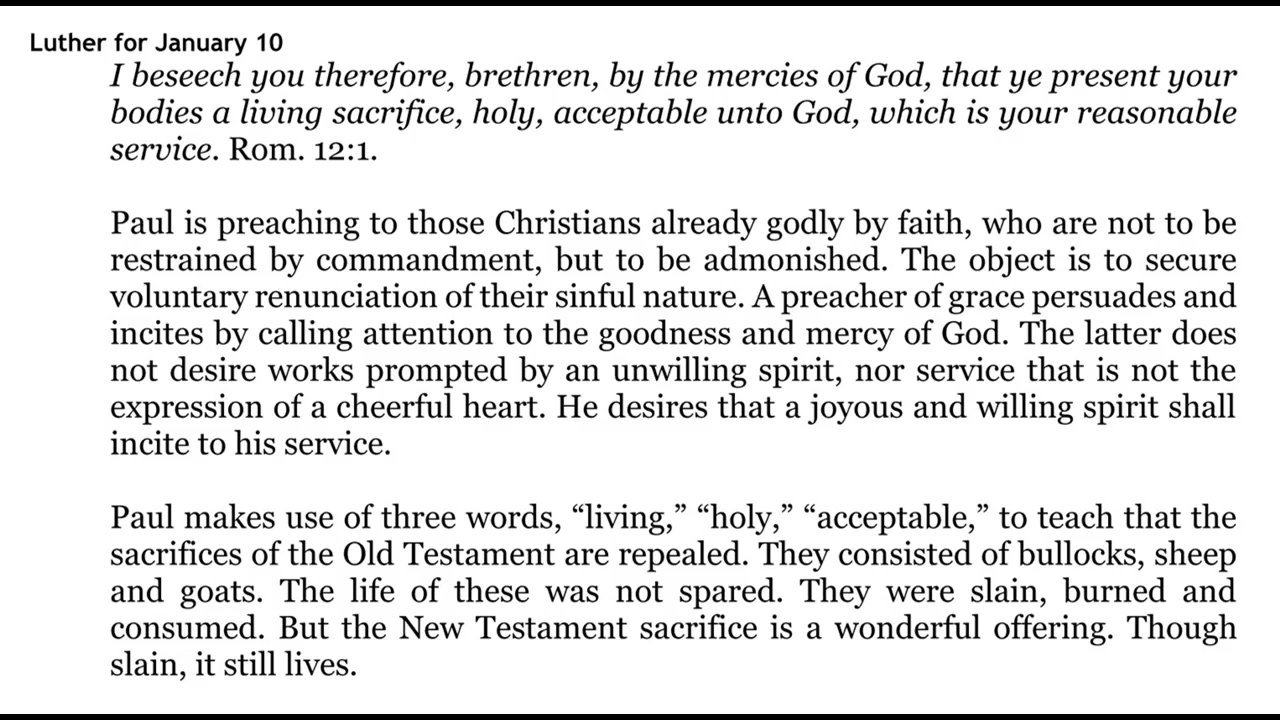 Luther for January 10
I beseech you therefore, brethren, by the mercies of God, that ye present your
bodies a living sacrifice, holy, acceptable unto God, which is your reasonable
service. Rom. 12:1.
Paul is preaching to those Christians already godly by faith, who are not to be
restrained by commandment, but to be admonished. The object is to secure
voluntary renunciation of their sinful nature. A preacher of grace persuades and
incites by calling attention to the goodness and mercy of God. The latter does
not desire works prompted by an unwilling spirit, nor service that is not the
expression of a cheerful heart. He desires that a joyous and willing spirit shall
incite to his service.
Paul makes use of three words, “living,” “holy,” “acceptable,” to teach that the
sacrifices of the Old Testament are repealed. They consisted of bullocks, sheep
and goats. The life of these was not spared. They were slain, burned and
consumed. But the New Testament sacrifice is a wonderful offering. Though
slain, it still lives.